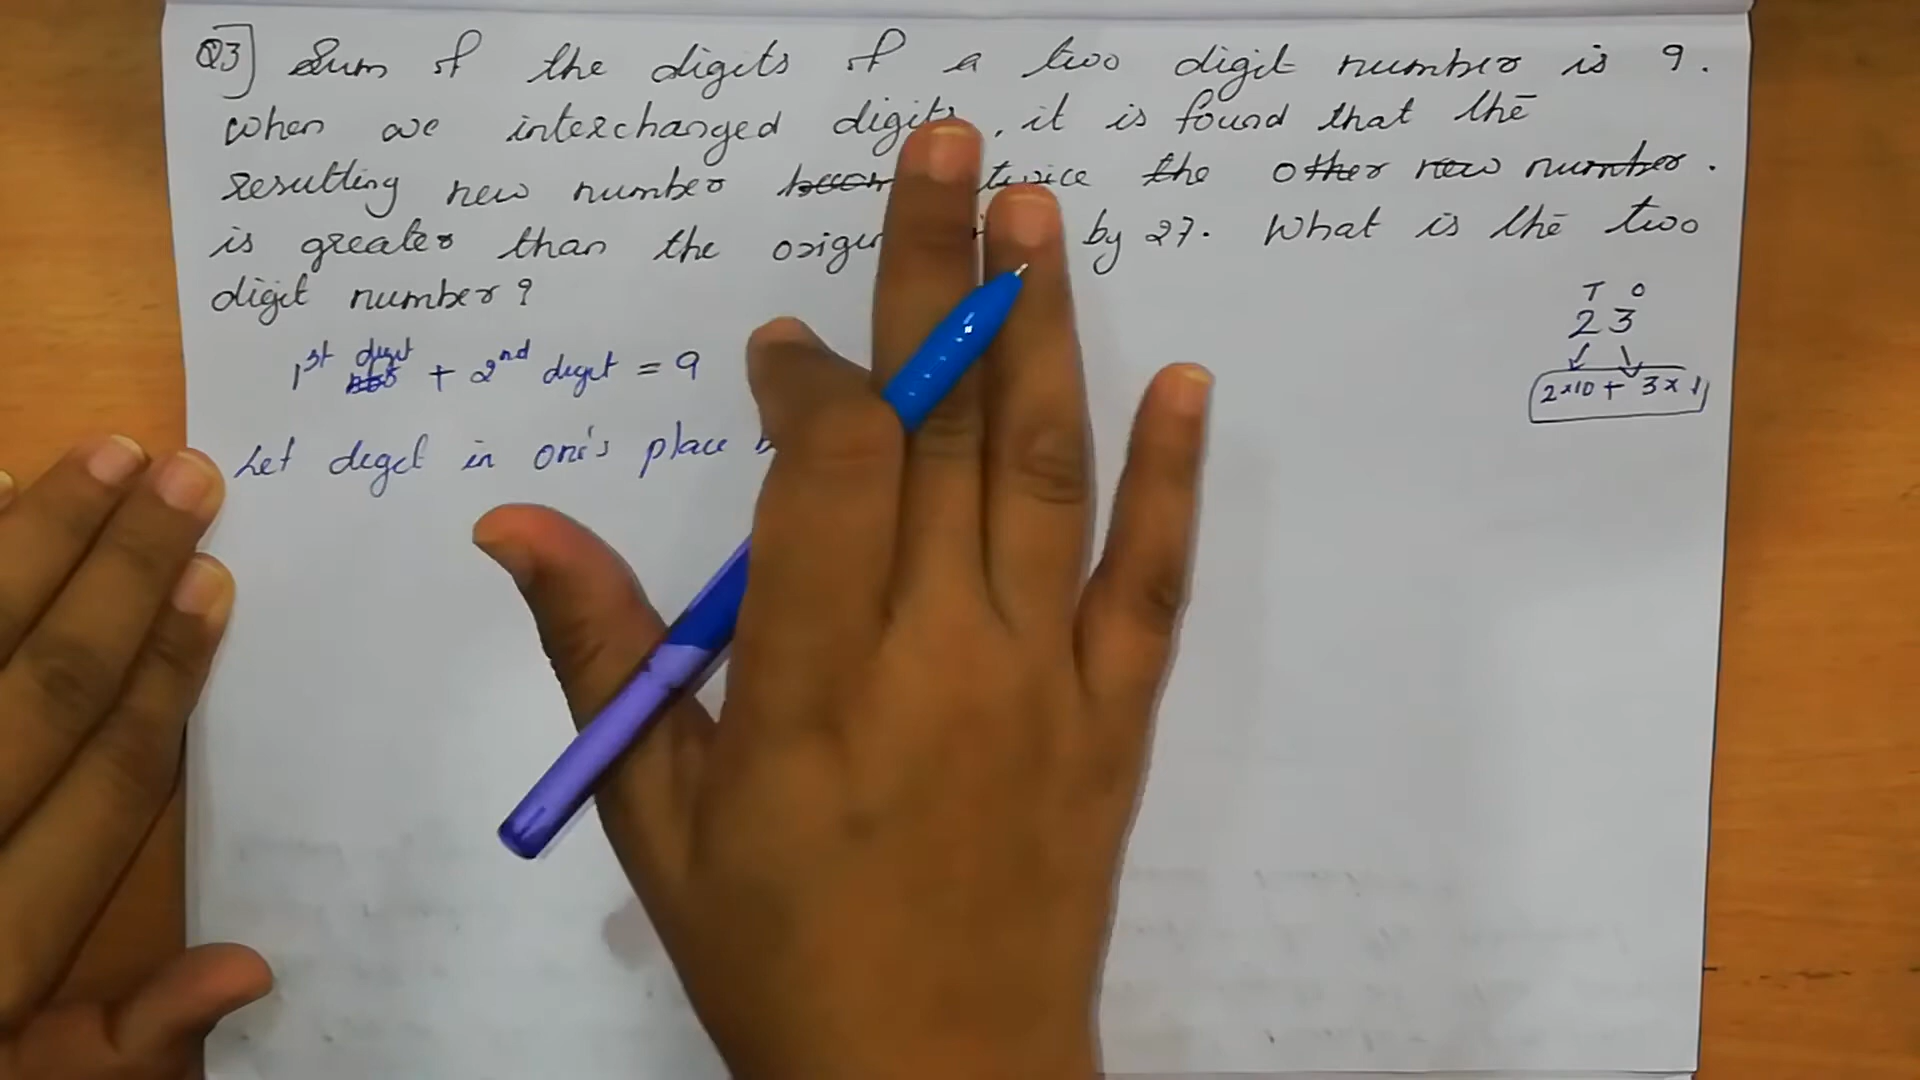 Q3] Sum of the digits of a two digit number is 9.
When we interchanged digits, it is found that the
resulting new number twice the other new number.
is greater than the by 27. What is the two
digit number?
T O
2 3
2×10 + 3×1
1st digit + 2nd digit = 9
Let digit in one's place